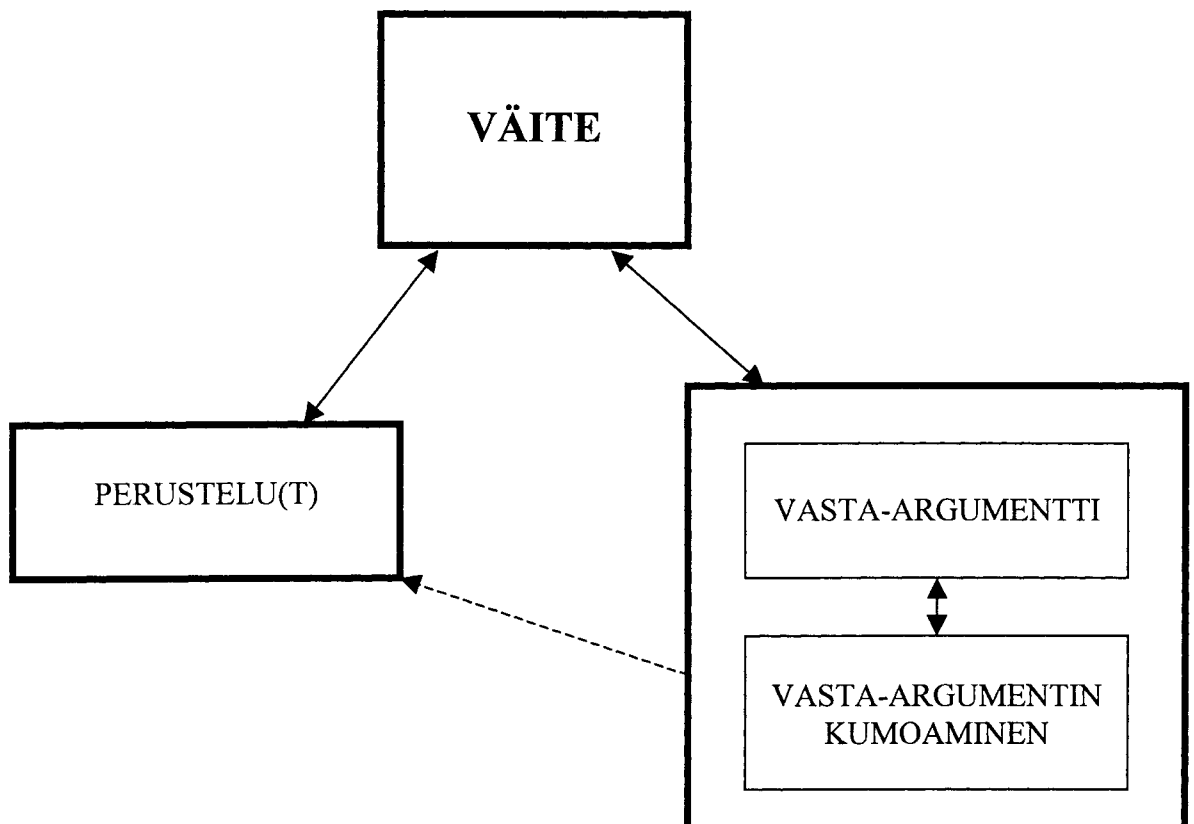 VÄITE
PERUSTELU(T)
VASTA-ARGUMENTTI
VASTA-ARGUMENTIN
KUMOAMINEN